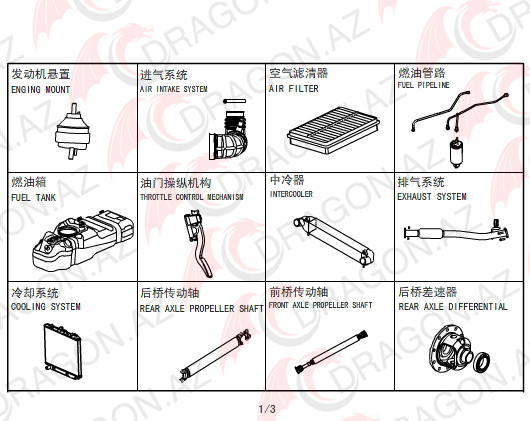 发动机悬置
ENGING MOUNT
进气系统
AIR INTAKE SYSTEM
空气滤清器
AIR FILTER
燃油管路
FUEL PIPELINE
燃油箱
FUEL TANK
油门操纵机构
THROTTLE CONTROL MECHANISM
中冷器
INTERCOOLER
排气系统
EXHAUST SYSTEM
冷却系统
COOLING SYSTEM
后桥传动轴
REAR AXLE PROPELLER SHAFT
前桥传动轴
FRONT AXLE PROPELLER SHAFT
后桥差速器
REAR AXLE DIFFERENTIAL
1/3
DRAGON.AZ